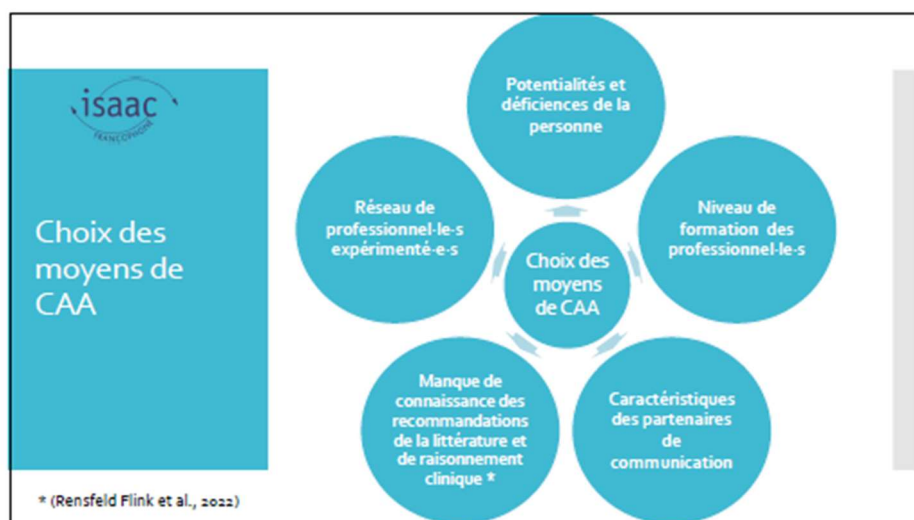 isaac
FRANCOPHONE
Choix des
moyens de
CAA
* (Rensfeld Flink et al., 2022)
Potentialités et
déficiences de la
personne
Réseau de
professionnel·le·s
expérimenté·e·s
Niveau de
formation des
professionnel·le·s
Choix des
moyens
de CAA
Manque de
connaissance des
recommandations
de la littérature et
de raisonnement
clinique *
Caractéristiques
des partenaires
de
communication